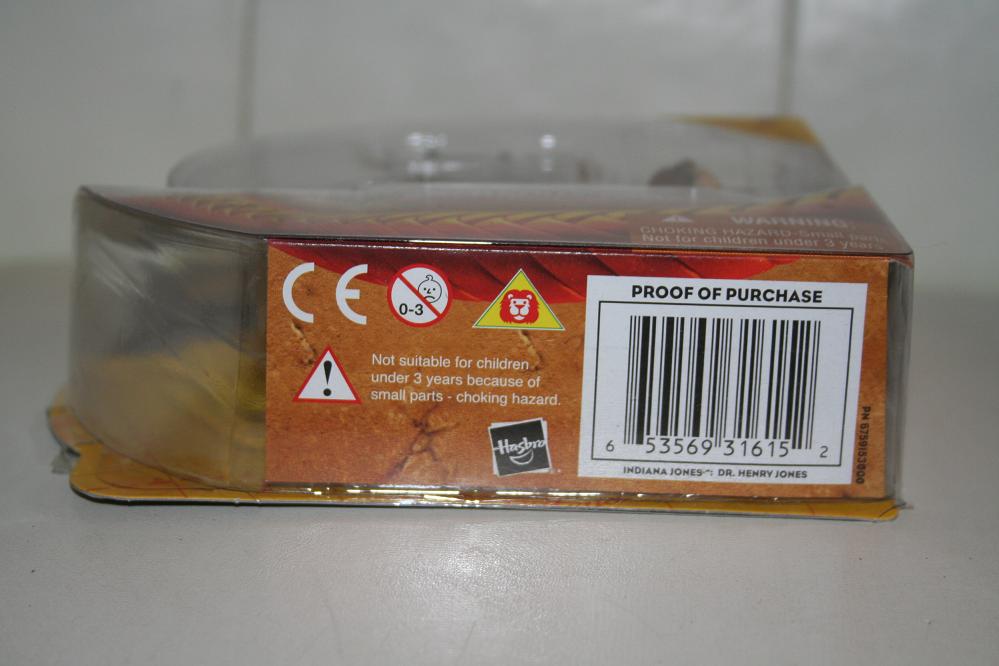 WARNING:
CHOKING HAZARD-Small parts.
Not for children under 3 years.
CE
0-3
PROOF OF PURCHASE
Not suitable for children
under 3 years because of
small parts - choking hazard.
Hasbro
6 53569 31615 2
INDIANA JONES™: DR. HENRY JONES